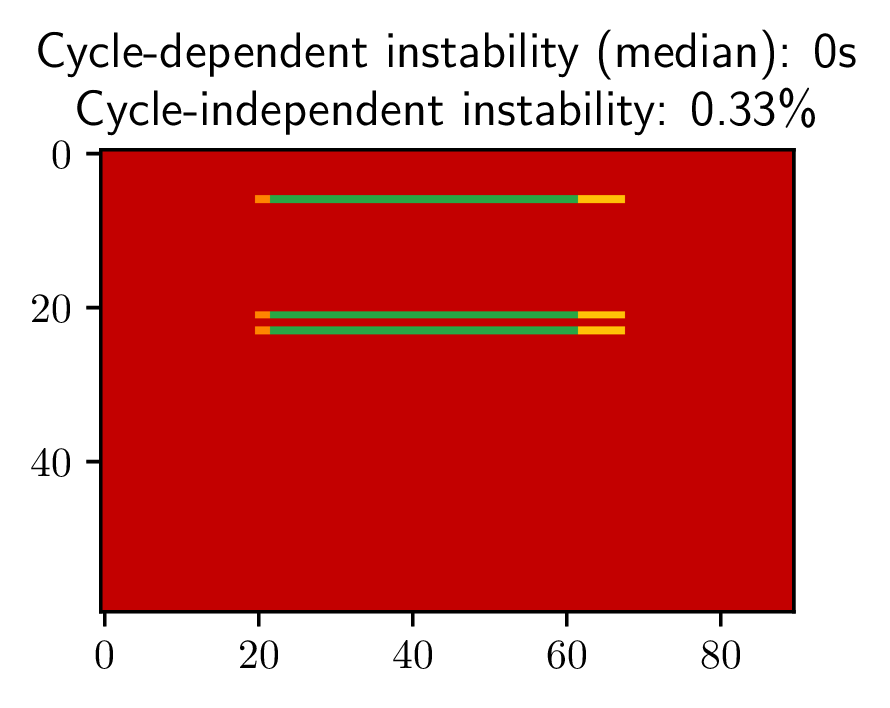 Cycle-dependent instability (median): 0s
Cycle-independent instability: 0.33%
0
20
40
0 20 40 60 80